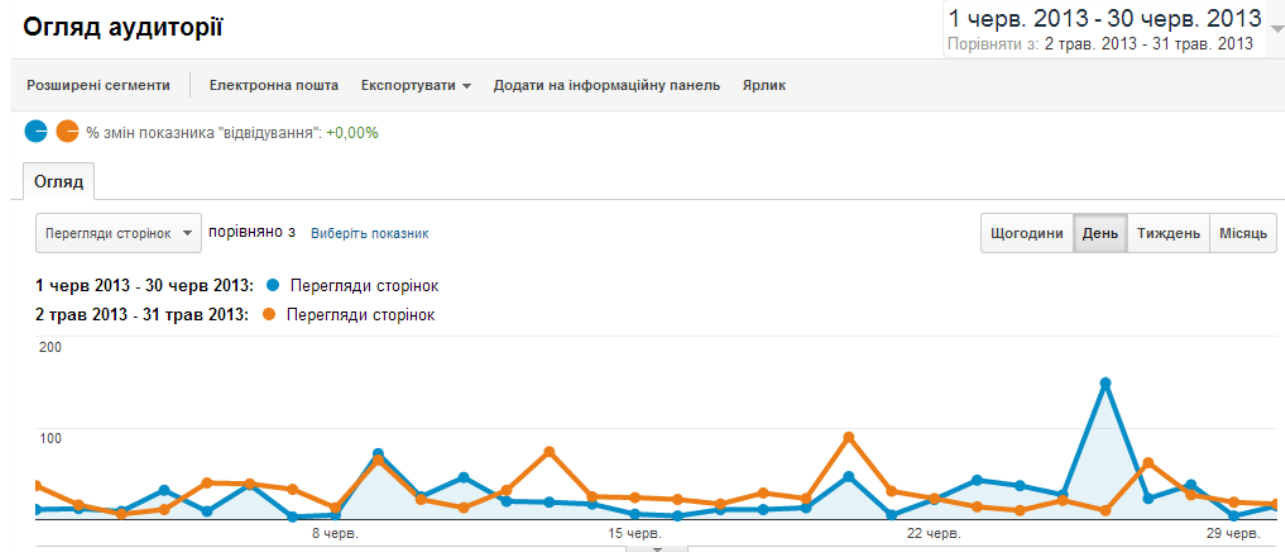 Огляд аудиторії
1 черв. 2013 - 30 черв. 2013
Порівняти з: 2 трав. 2013 - 31 трав. 2013
Розширені сегменти Електронна пошта Експортувати Додати на інформаційну панель Ярлик
% змін показника "відвідування": +0,00%
Огляд
Перегляди сторінок порівняно з Виберіть показник Щогодини День Тиждень Місяць
1 черв 2013 - 30 черв 2013: Перегляди сторінок
2 трав 2013 - 31 трав 2013: Перегляди сторінок
200
100
8 черв. 15 черв. 22 черв. 29 черв.